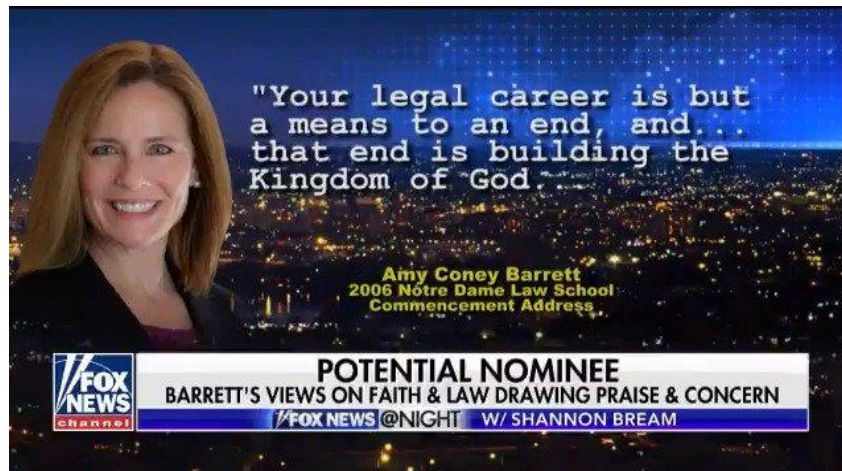 "Your legal career is but
a means to an end, and...
that end is building the
Kingdom of God...
Amy Coney Barrett
2006 Notre Dame Law School
Commencement Address
POTENTIAL NOMINEE
BARRETT'S VIEWS ON FAITH & LAW DRAWING PRAISE & CONCERN
FOX
NEWS
channel
FOX NEWS @NIGHT W/ SHANNON BREAM